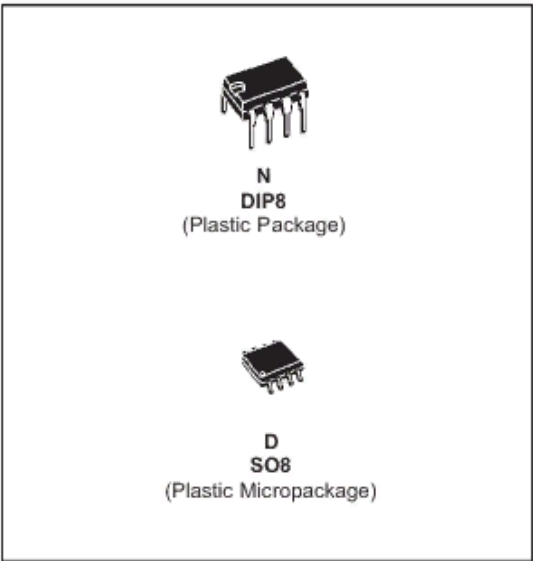 N
DIP8
(Plastic Package)
D
SO8
(Plastic Micropackage)